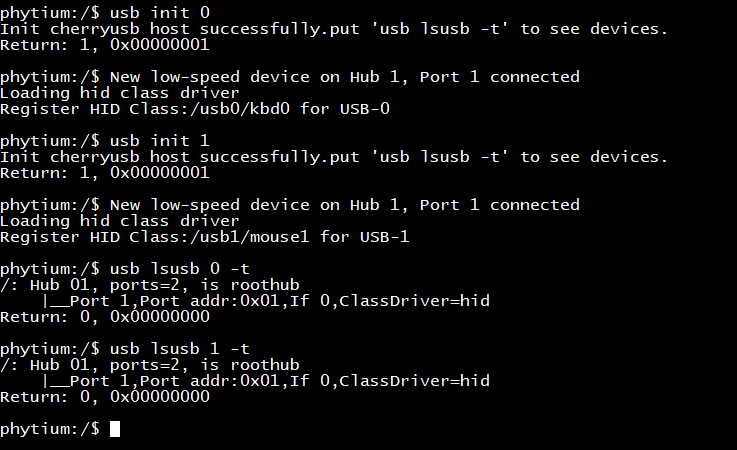 phytium:/$ usb init 0
Init cherryusb host successfully.put 'usb lsusb -t' to see devices.
Return: 1, 0x00000001
phytium:/$ New low-speed device on Hub 1, Port 1 connected
Loading hid class driver
Register HID Class:/usb0/kbd0 for USB-0
phytium:/$ usb init 1
Init cherryusb host successfully.put 'usb lsusb -t' to see devices.
Return: 1, 0x00000001
phytium:/$ New low-speed device on Hub 1, Port 1 connected
Loading hid class driver
Register HID Class:/usb1/mouse1 for USB-1
phytium:/$ usb lsusb 0 -t
/: Hub 01, ports=2, is roothub
    |__Port 1,Port addr:0x01,If 0,ClassDriver=hid
Return: 0, 0x00000000
phytium:/$ usb lsusb 1 -t
/: Hub 01, ports=2, is roothub
    |__Port 1,Port addr:0x01,If 0,ClassDriver=hid
Return: 0, 0x00000000
phytium:/$